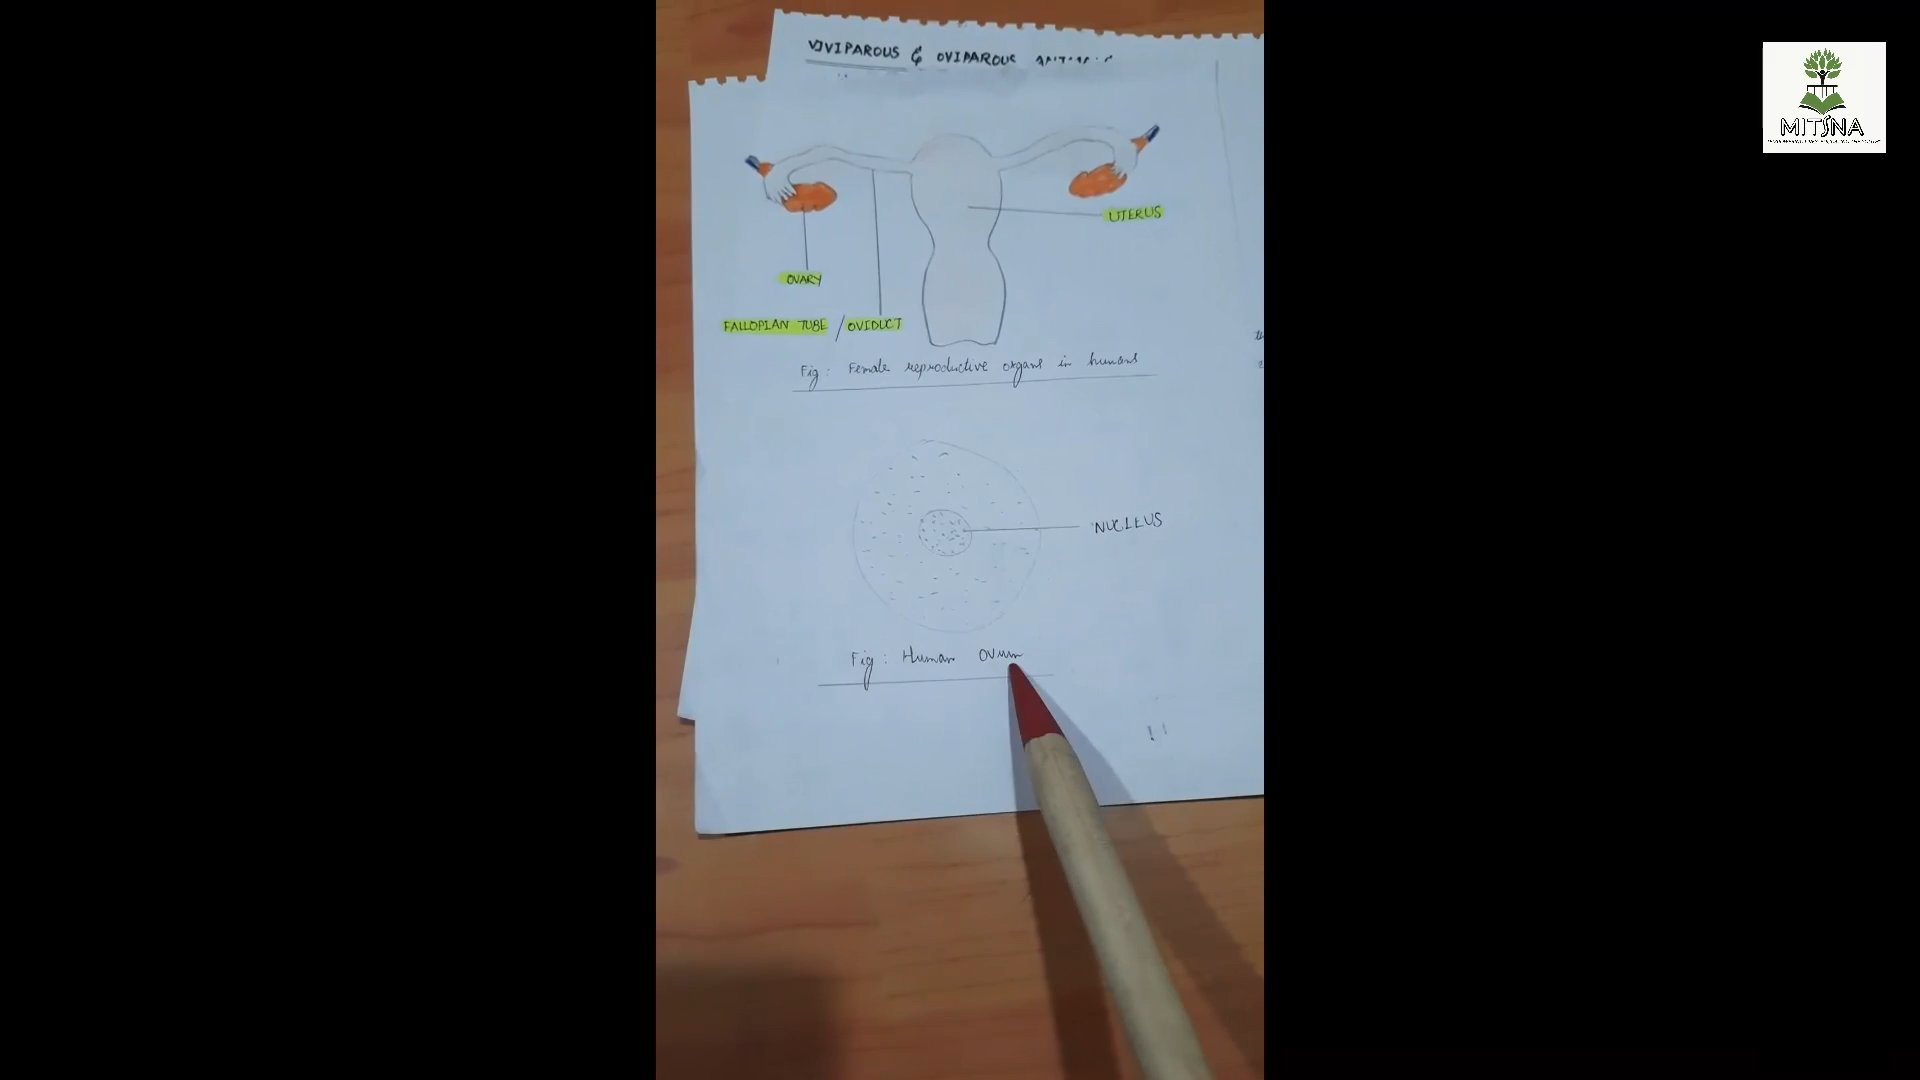 VIVIPAROUS & OVIPAROUS
UTERUS
OVARY
FALLOPIAN TUBE / OVIDUCT
Fig : Female reproductive organs in humans
NUCLEUS
Fig : Human Ovum
MITSNA